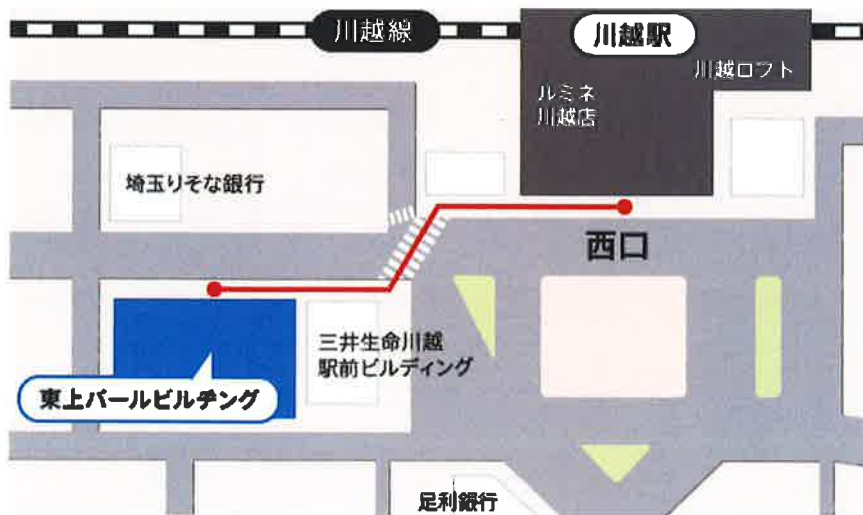 川越線
川越駅
川越ロフト
ルミネ
川越店
埼玉りそな銀行
西口
三井生命川越
駅前ビルディング
東上パールビルヂング
足利銀行